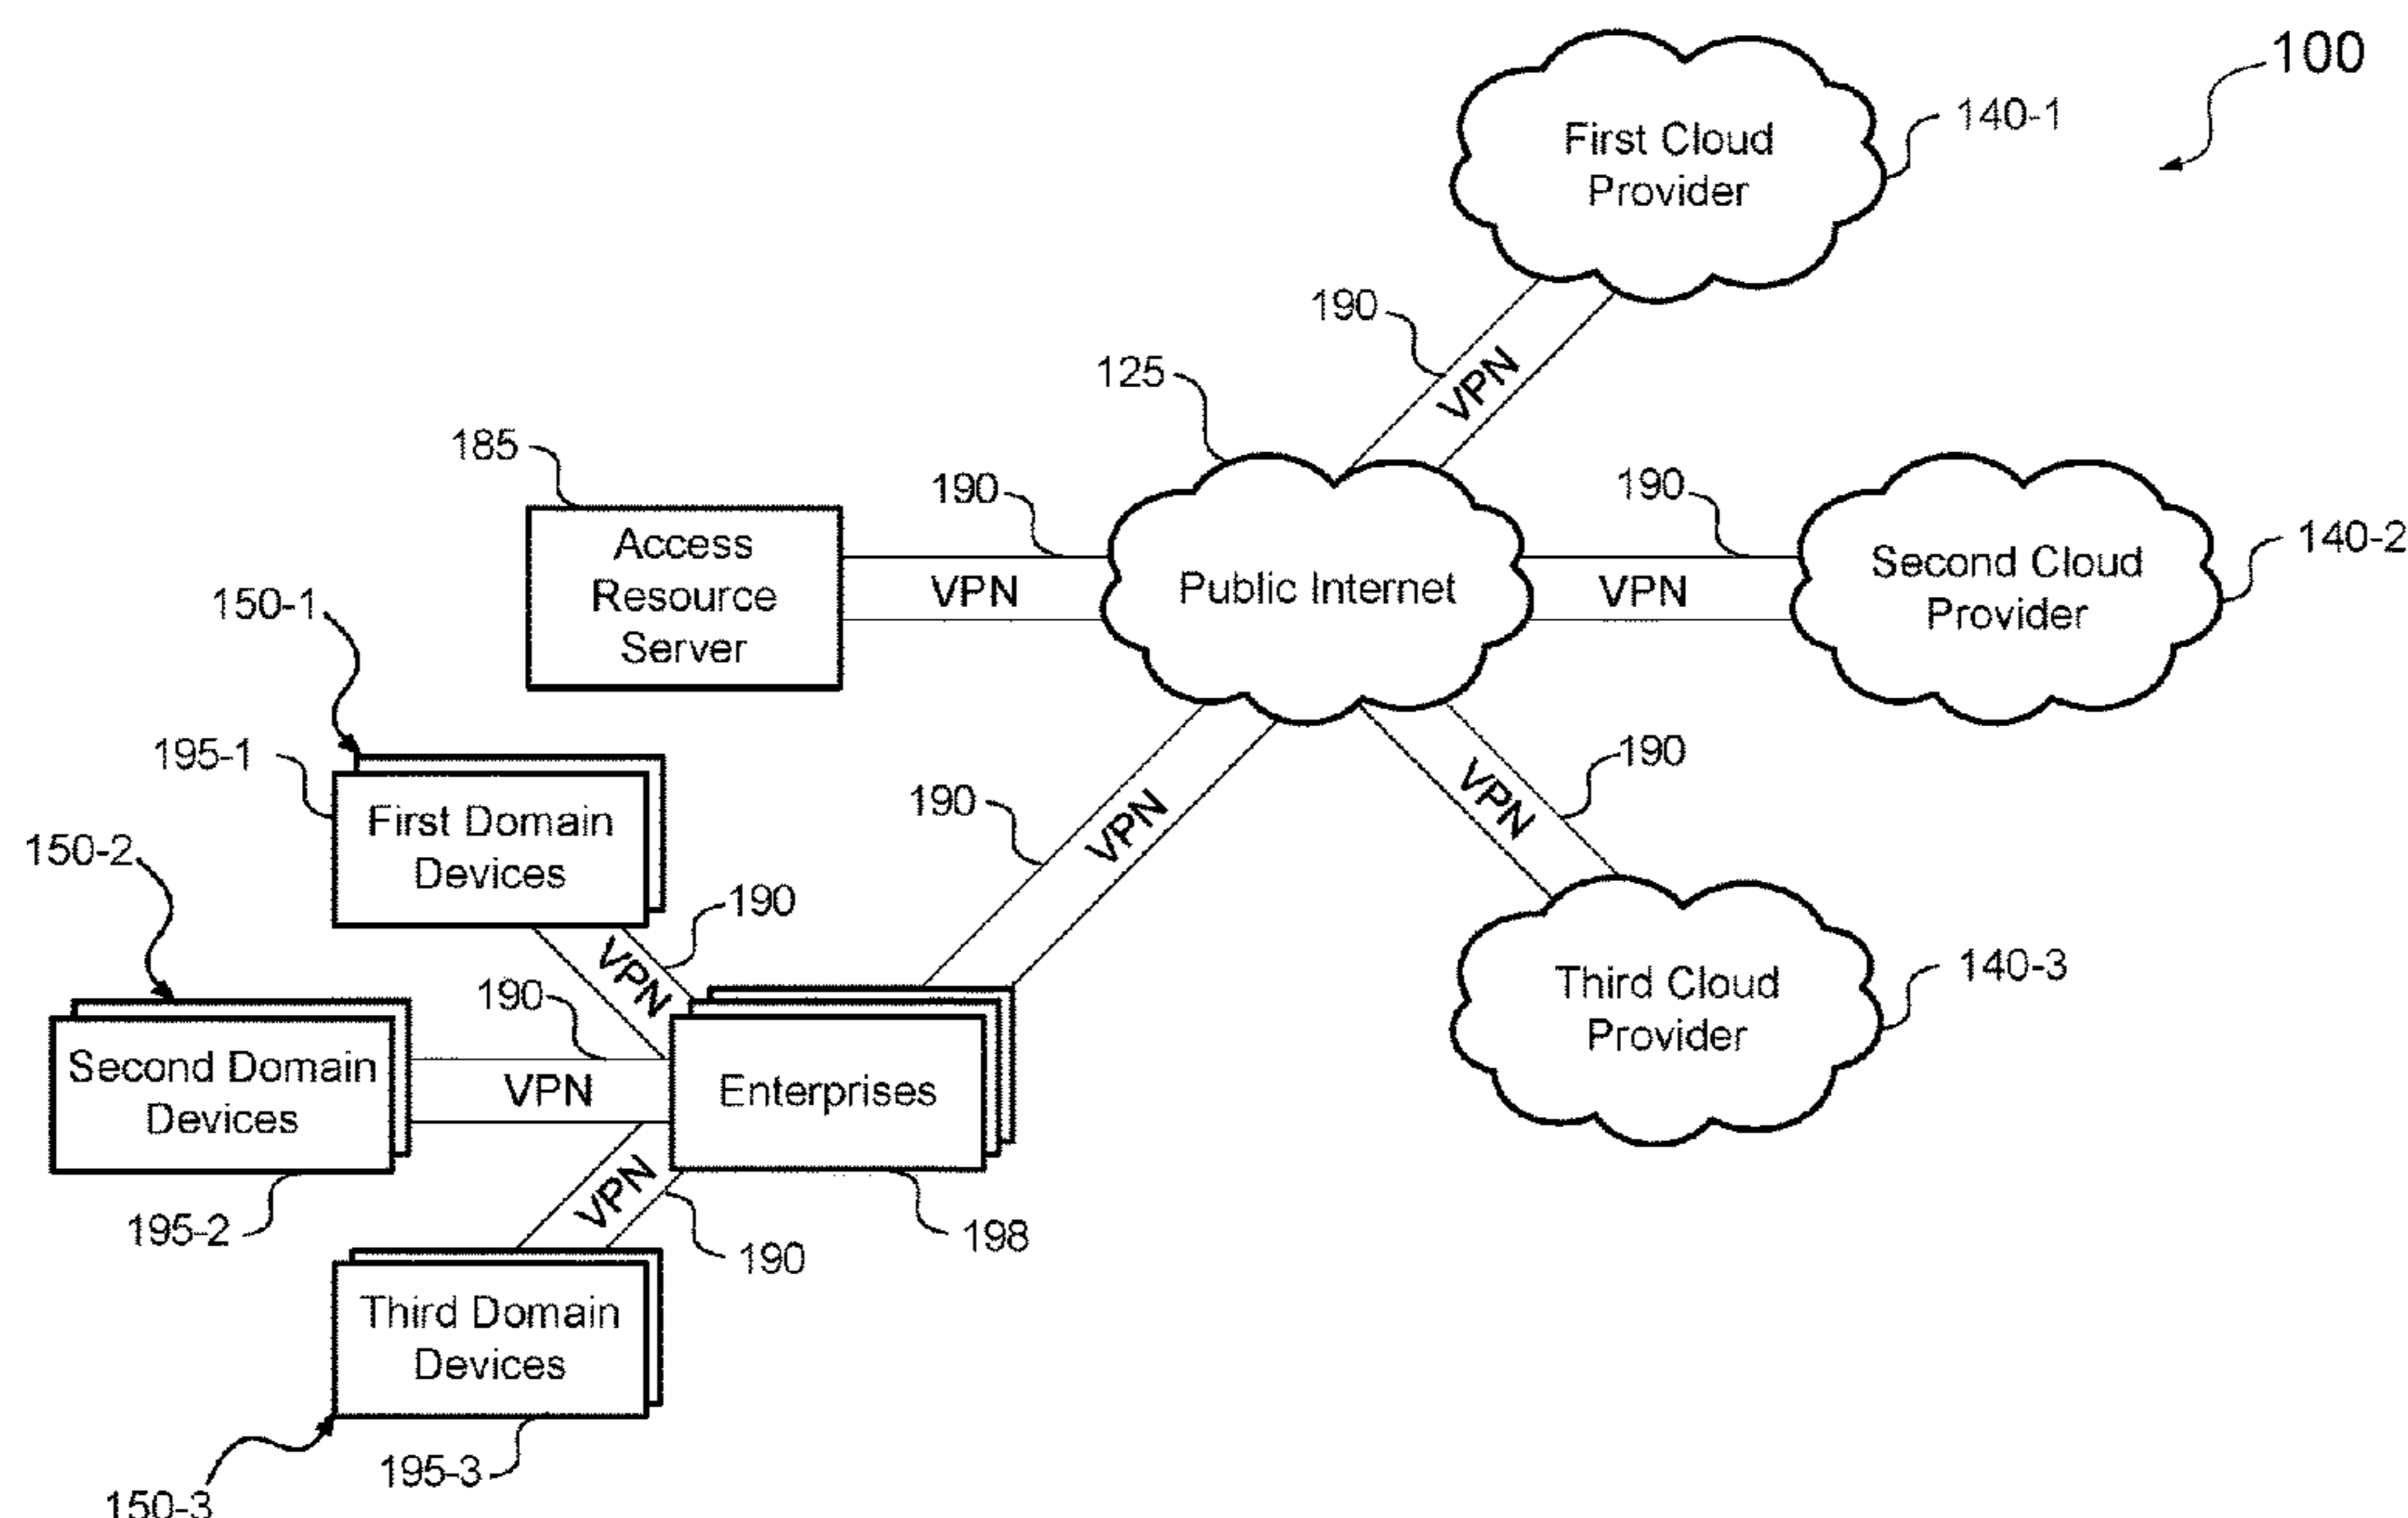 100
First Cloud
Provider
140-1
190
VPN
125
185
190
190
Access
Resource
Server
VPN
Public Internet
VPN
Second Cloud
Provider
140-2
150-1
195-1
First Domain
Devices
190
VPN
VPN
190
150-2
190
VPN
190
Third Cloud
Provider
140-3
Second Domain
Devices
VPN
Enterprises
195-2
VPN
190
198
Third Domain
Devices
195-3
150-3